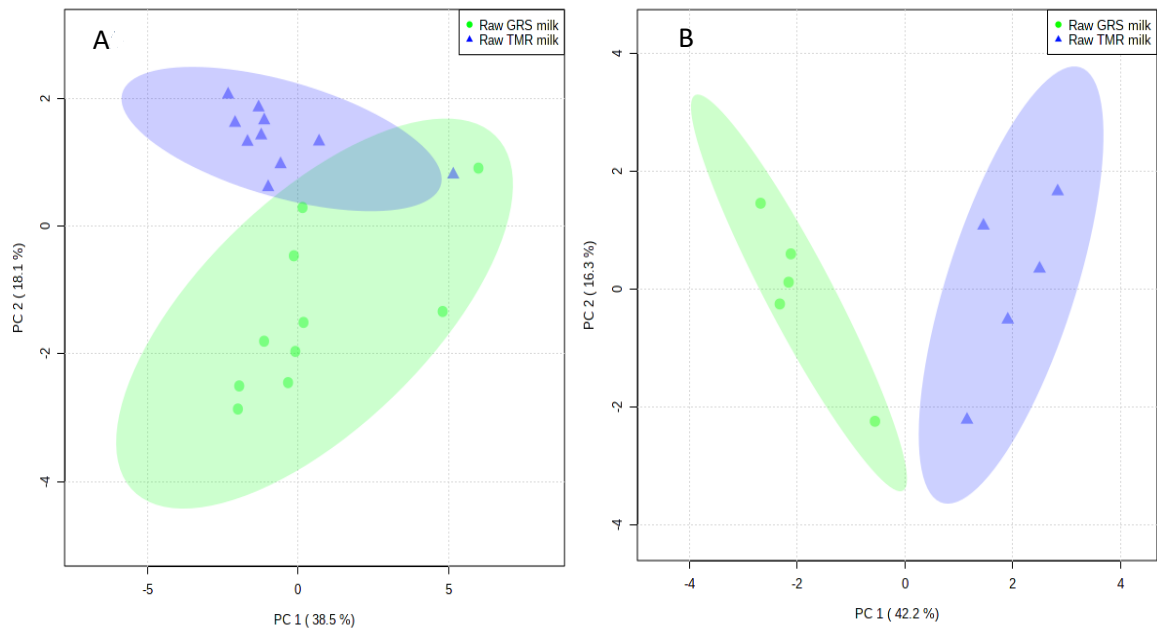 A
Raw GRS milk
Raw TMR milk
2
0
-2
-4
PC 2 ( 18.1 %)
-5
0
5
PC 1 ( 38.5 %)
B
Raw GRS milk
Raw TMR milk
4
2
0
-2
-4
PC 2 ( 16.3 %)
-4
-2
0
2
4
PC 1 ( 42.2 %)